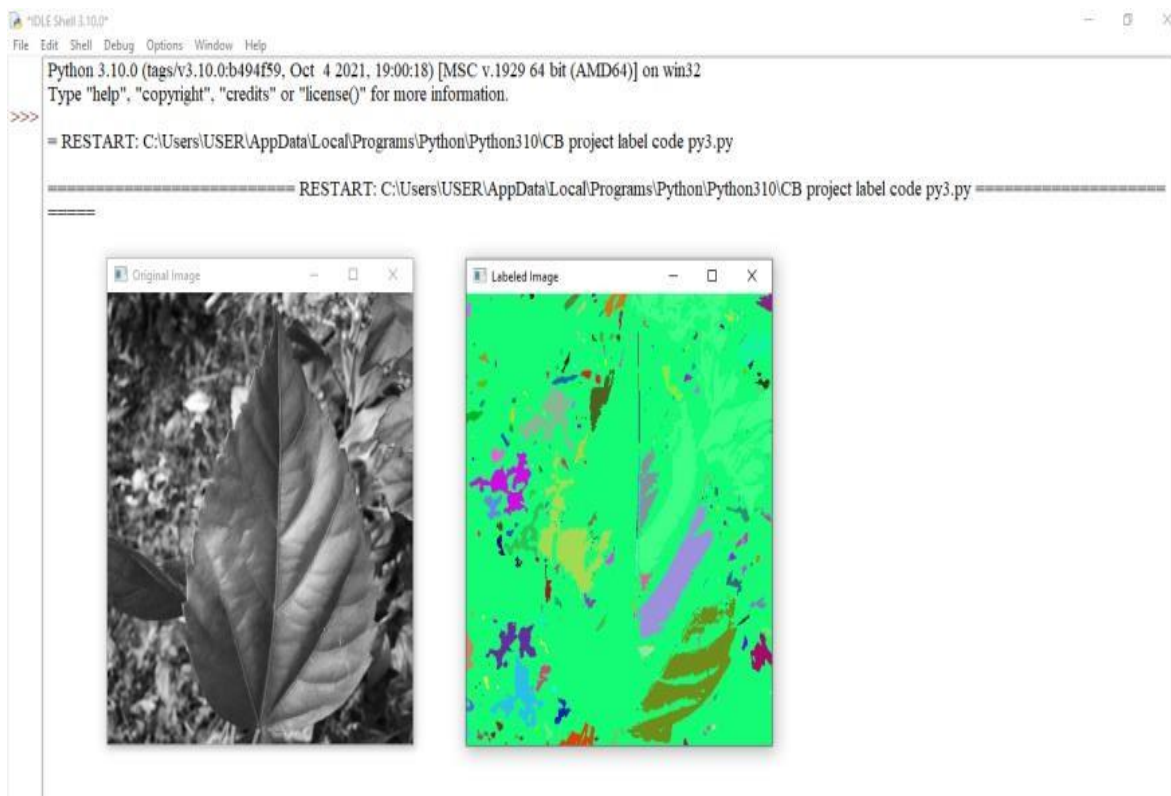 *IDLE Shell 3.10.0*
File Edit Shell Debug Options Window Help
Python 3.10.0 (tags/v3.10.0:b494f59, Oct 4 2021, 19:00:18) [MSC v.1929 64 bit (AMD64)] on win32
Type "help", "copyright", "credits" or "license()" for more information.
>>>
= RESTART: C:\Users\USER\AppData\Local\Programs\Python\Python310\CB project label code py3.py
========================== RESTART: C:\Users\USER\AppData\Local\Programs\Python\Python310\CB project label code py3.py ====================
=====
Original Image
Labeled Image